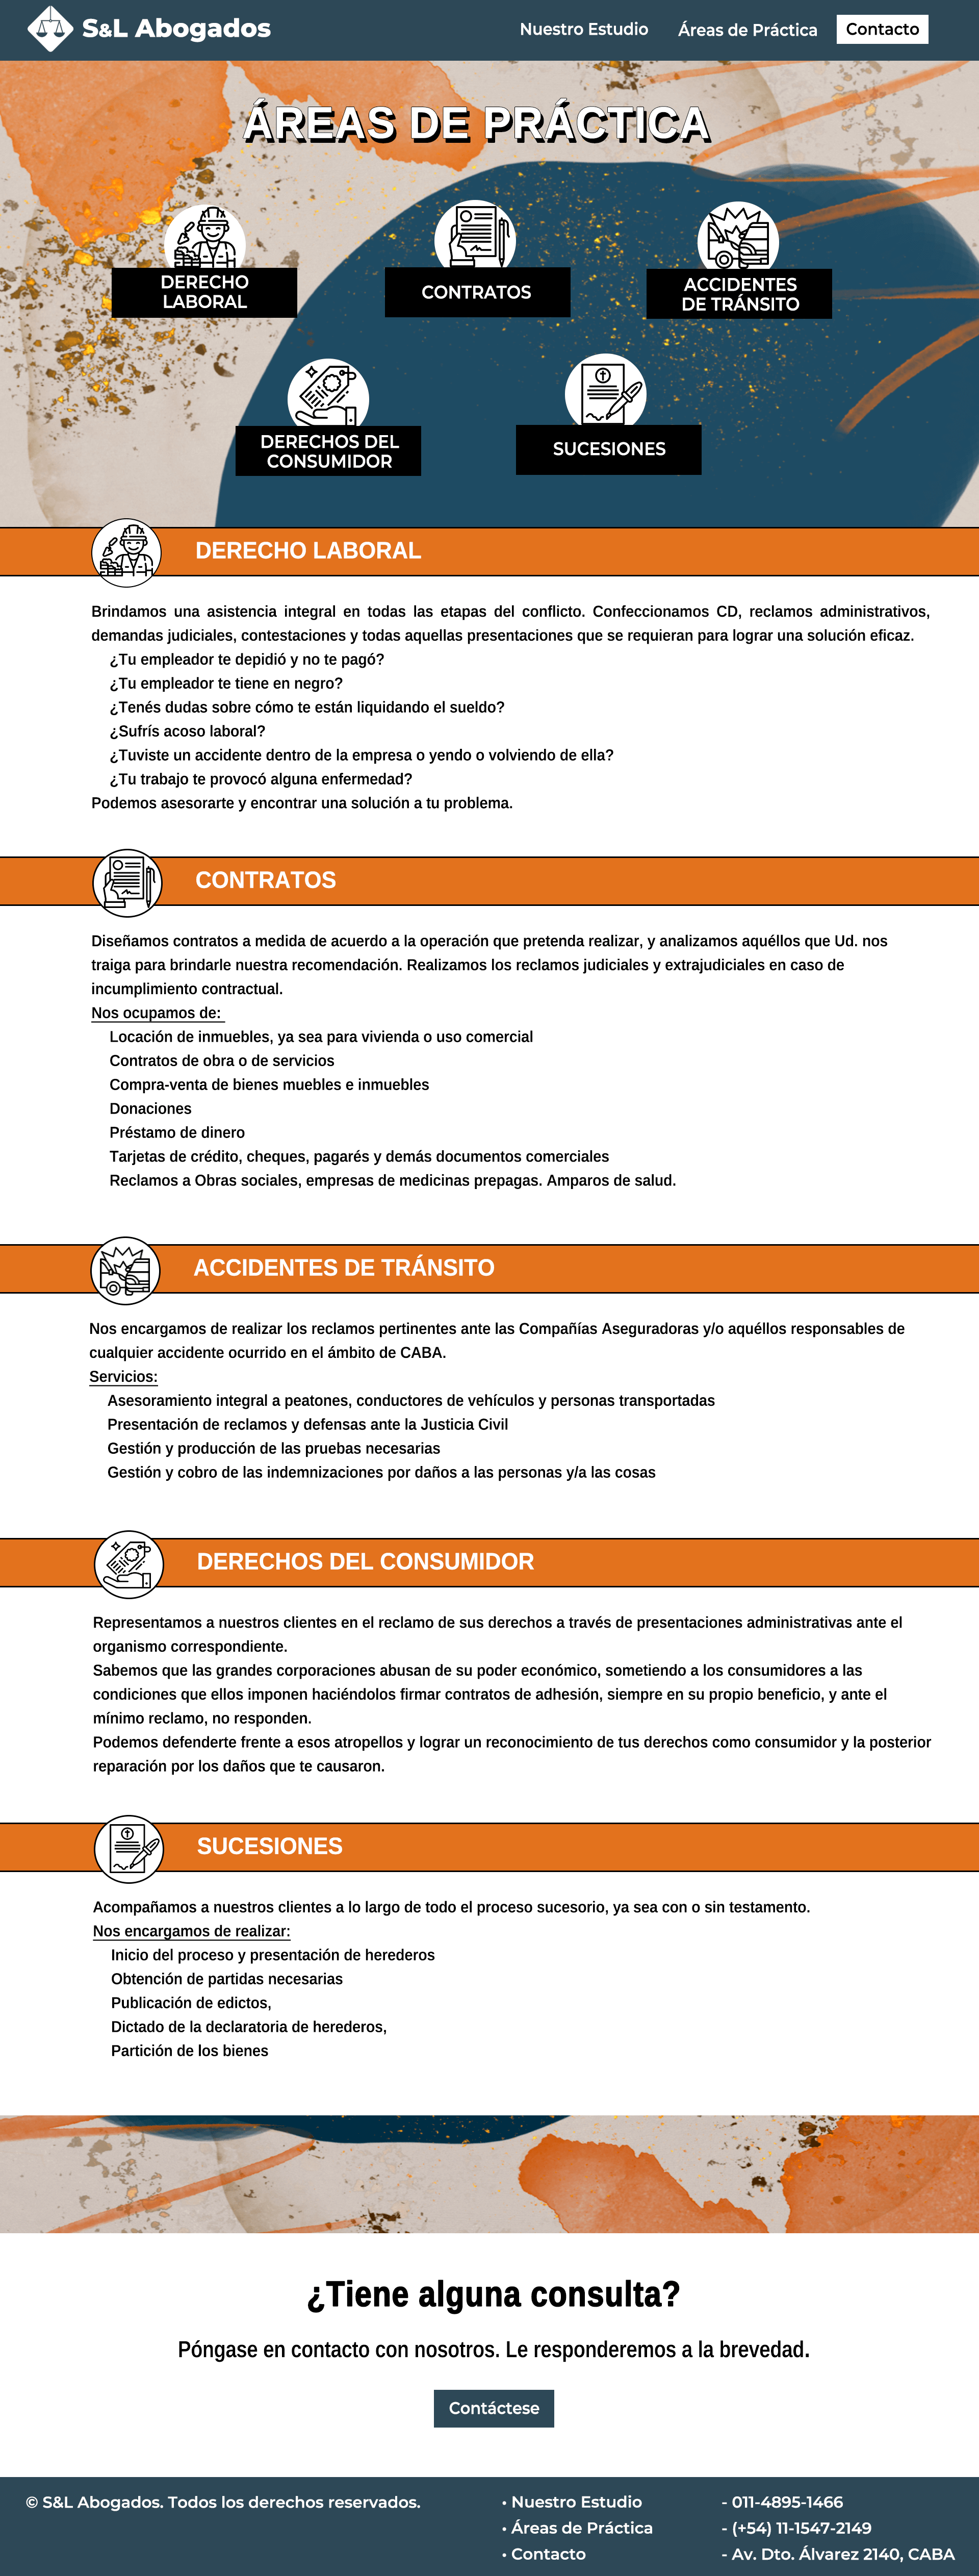 S&L Abogados
Nuestro Estudio
Áreas de Práctica
Contacto
ÁREAS DE PRÁCTICA
DERECHO
LABORAL
CONTRATOS
ACCIDENTES
DE TRÁNSITO
DERECHOS DEL
CONSUMIDOR
SUCESIONES
DERECHO LABORAL
Brindamos una asistencia integral en todas las etapas del conflicto. Confeccionamos CD, reclamos administrativos,
demandas judiciales, contestaciones y todas aquellas presentaciones que se requieran para lograr una solución eficaz.
¿Tu empleador te depidió y no te pagó?
¿Tu empleador te tiene en negro?
¿Tenés dudas sobre cómo te están liquidando el sueldo?
¿Sufrís acoso laboral?
¿Tuviste un accidente dentro de la empresa o yendo o volviendo de ella?
¿Tu trabajo te provocó alguna enfermedad?
Podemos asesorarte y encontrar una solución a tu problema.
CONTRATOS
Diseñamos contratos a medida de acuerdo a la operación que pretenda realizar, y analizamos aquéllos que Ud. nos
traiga para brindarle nuestra recomendación. Realizamos los reclamos judiciales y extrajudiciales en caso de
incumplimiento contractual.
Nos ocupamos de:
Locación de inmuebles, ya sea para vivienda o uso comercial
Contratos de obra o de servicios
Compra-venta de bienes muebles e inmuebles
Donaciones
Préstamo de dinero
Tarjetas de crédito, cheques, pagarés y demás documentos comerciales
Reclamos a Obras sociales, empresas de medicinas prepagas. Amparos de salud.
ACCIDENTES DE TRÁNSITO
Nos encargamos de realizar los reclamos pertinentes ante las Compañías Aseguradoras y/o aquéllos responsables de
cualquier accidente ocurrido en el ámbito de CABA.
Servicios:
Asesoramiento integral a peatones, conductores de vehículos y personas transportadas
Presentación de reclamos y defensas ante la Justicia Civil
Gestión y producción de las pruebas necesarias
Gestión y cobro de las indemnizaciones por daños a las personas y/a las cosas
DERECHOS DEL CONSUMIDOR
Representamos a nuestros clientes en el reclamo de sus derechos a través de presentaciones administrativas ante el
organismo correspondiente.
Sabemos que las grandes corporaciones abusan de su poder económico, sometiendo a los consumidores a las
condiciones que ellos imponen haciéndolos firmar contratos de adhesión, siempre en su propio beneficio, y ante el
mínimo reclamo, no responden.
Podemos defenderte frente a esos atropellos y lograr un reconocimiento de tus derechos como consumidor y la posterior
reparación por los daños que te causaron.
SUCESIONES
Acompañamos a nuestros clientes a lo largo de todo el proceso sucesorio, ya sea con o sin testamento.
Nos encargamos de realizar:
Inicio del proceso y presentación de herederos
Obtención de partidas necesarias
Publicación de edictos,
Dictado de la declaratoria de herederos,
Partición de los bienes
¿Tiene alguna consulta?
Póngase en contacto con nosotros. Le responderemos a la brevedad.
Contáctese
© S&L Abogados. Todos los derechos reservados.
• Nuestro Estudio
• Áreas de Práctica
• Contacto
- 011-4895-1466
- (+54) 11-1547-2149
- Av. Dto. Álvarez 2140, CABA